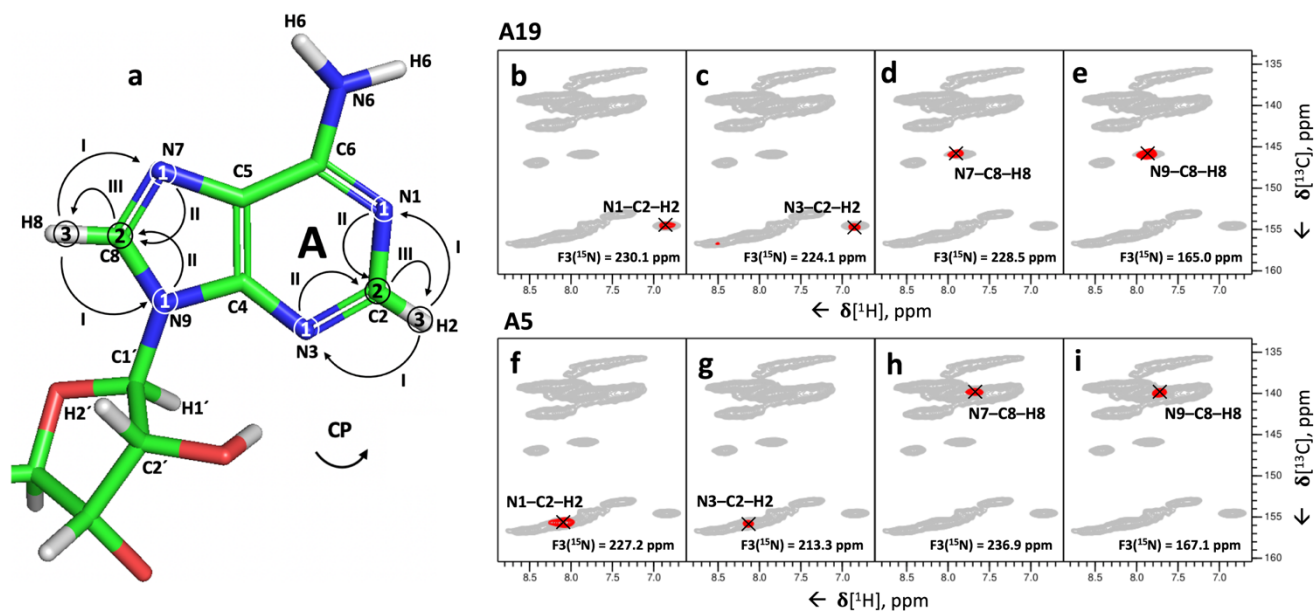 a
H6
H6
N6
I
N7
1
C6
C5
N1
1
III
II
II
I
H8
3
2
C8
A
III
II
II
2
I
1
N9
C4
1
N3
C2
3
H2
I
C1´
H2´
H1´
C2´
CP
A19
b
c
d
e
N7–C8–H8
N9–C8–H8
N1–C2–H2
N3–C2–H2
F3(¹⁵N) = 230.1 ppm
F3(¹⁵N) = 224.1 ppm
F3(¹⁵N) = 228.5 ppm
F3(¹⁵N) = 165.0 ppm
135
140
145
150
155
160
← δ[¹³C], ppm
8.5 8.0 7.5 7.0
8.5 8.0 7.5 7.0
8.5 8.0 7.5 7.0
8.5 8.0 7.5 7.0
← δ[¹H], ppm
A5
f
g
h
i
N7–C8–H8
N9–C8–H8
N1–C2–H2
N3–C2–H2
F3(¹⁵N) = 227.2 ppm
F3(¹⁵N) = 213.3 ppm
F3(¹⁵N) = 236.9 ppm
F3(¹⁵N) = 167.1 ppm
135
140
145
150
155
160
← δ[¹³C], ppm
8.5 8.0 7.5 7.0
8.5 8.0 7.5 7.0
8.5 8.0 7.5 7.0
8.5 8.0 7.5 7.0
← δ[¹H], ppm